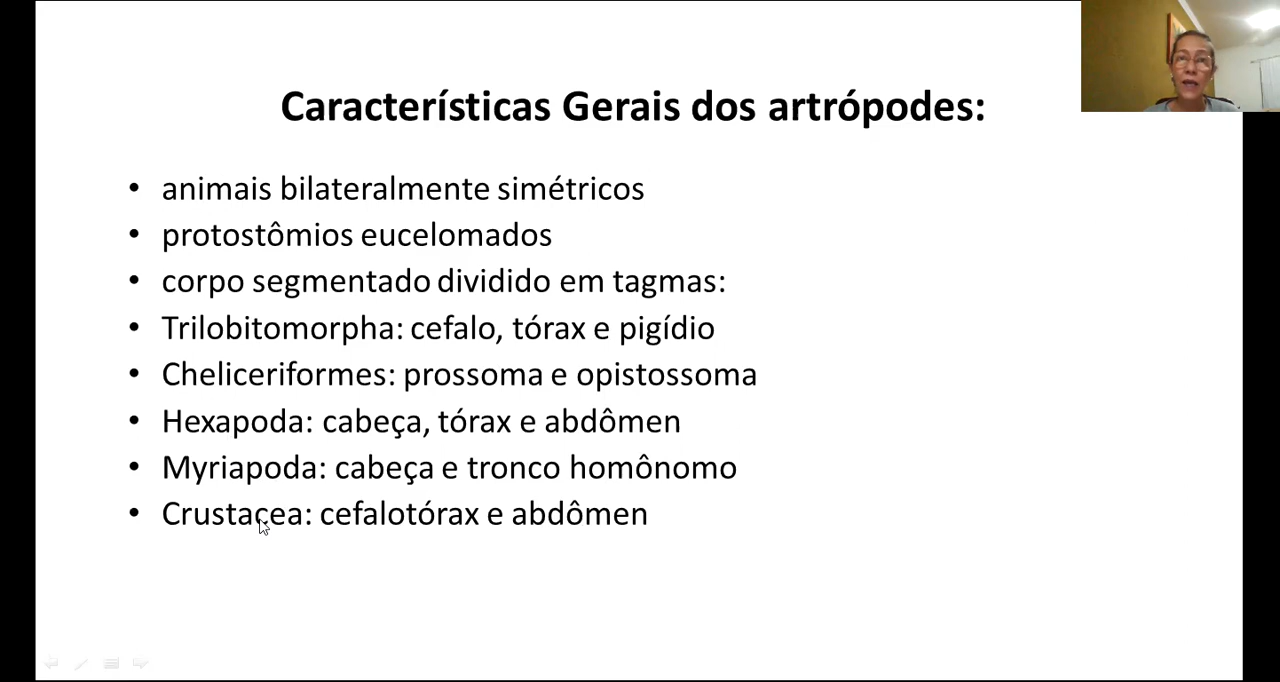 Características Gerais dos artrópodes:
• animais bilateralmente simétricos
• protostômios eucelomados
• corpo segmentado dividido em tagmas:
• Trilobitomorpha: cefalo, tórax e pigídio
• Cheliceriformes: prossoma e opistossoma
• Hexapoda: cabeça, tórax e abdômen
• Myriapoda: cabeça e tronco homônomo
• Crustacea: cefalotórax e abdômen